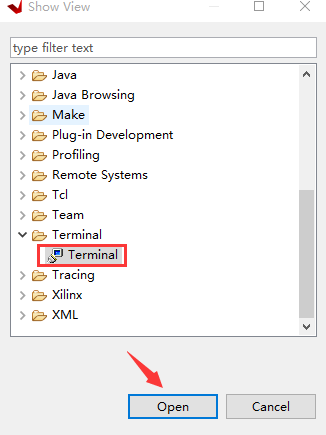 Show View
type filter text
Java
Java Browsing
Make
Plug-in Development
Profiling
Remote Systems
Tcl
Team
Terminal
Terminal
Tracing
Xilinx
XML
Open Cancel